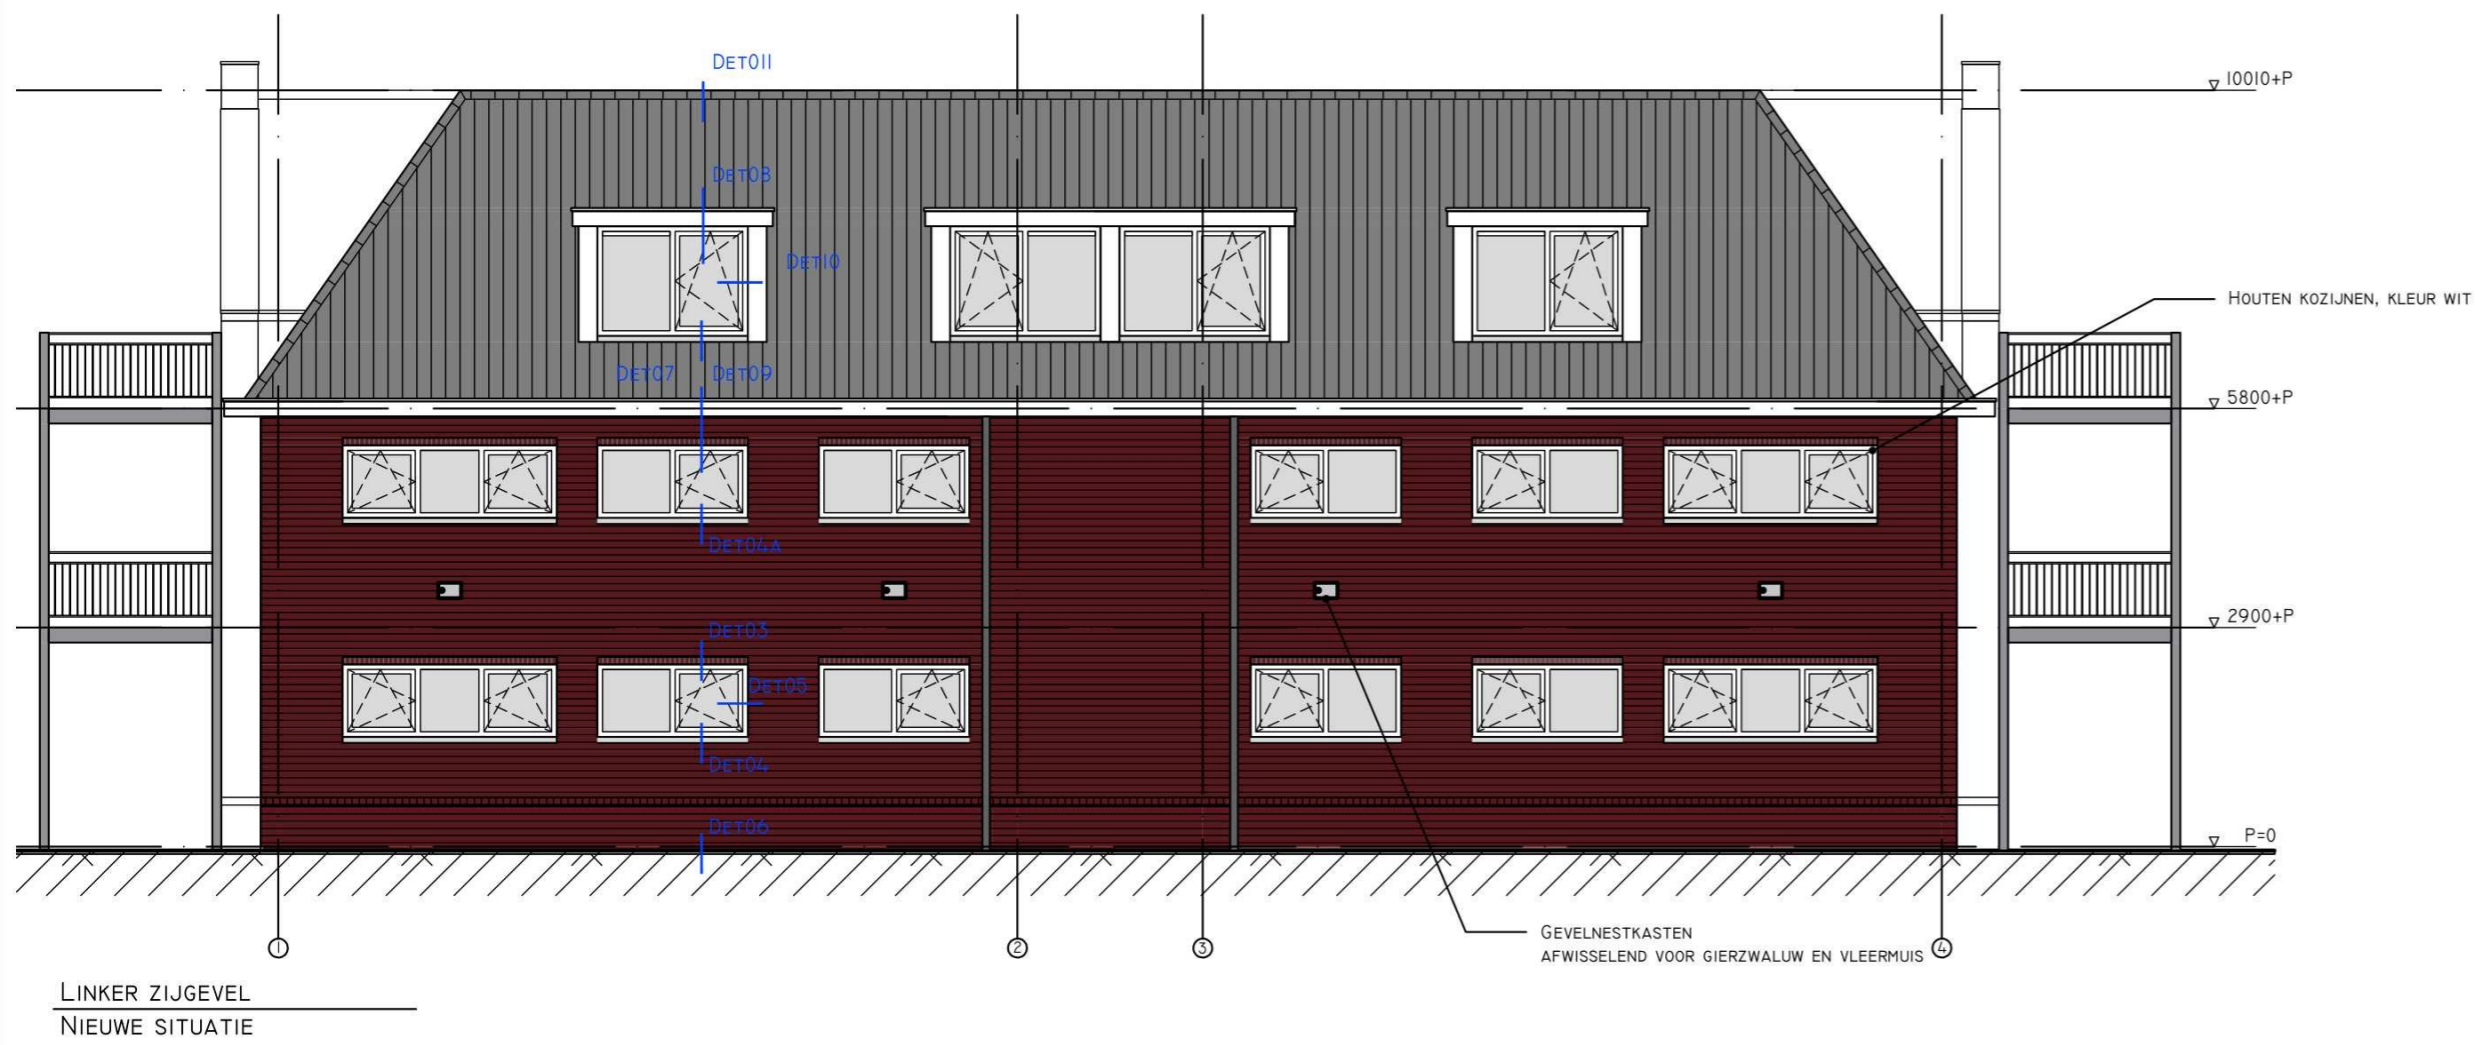 DET011
10010+P
DET08
DET10
HOUTEN KOZIJNEN, KLEUR WIT
DET07 DET09
5800+P
DET04A
2900+P
DET03
DET05
DET04
DET06
P=0
1 2 3 4
GEVELNESTKASTEN
AFWISSELEND VOOR GIERZWALUW EN VLEERMUIS
LINKER ZIJGEVEL
NIEUWE SITUATIE